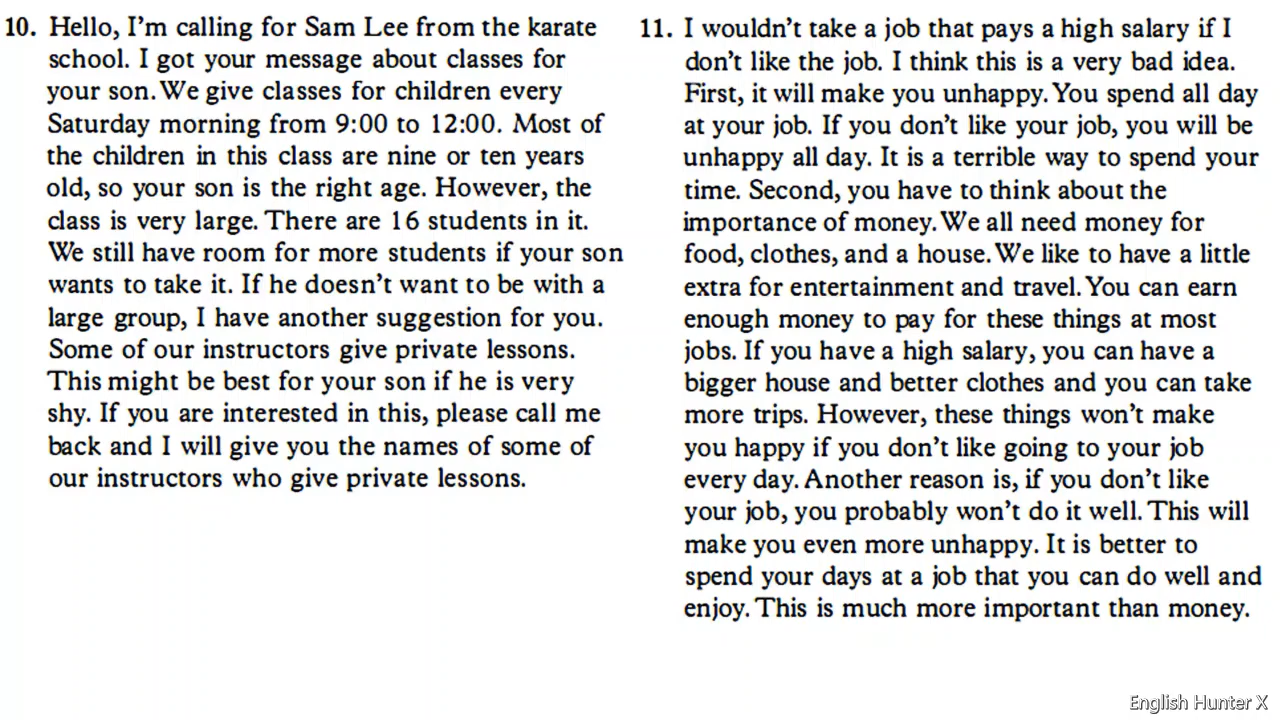 10. Hello, I'm calling for Sam Lee from the karate
school. I got your message about classes for
your son. We give classes for children every
Saturday morning from 9:00 to 12:00. Most of
the children in this class are nine or ten years
old, so your son is the right age. However, the
class is very large. There are 16 students in it.
We still have room for more students if your son
wants to take it. If he doesn't want to be with a
large group, I have another suggestion for you.
Some of our instructors give private lessons.
This might be best for your son if he is very
shy. If you are interested in this, please call me
back and I will give you the names of some of
our instructors who give private lessons.
11. I wouldn't take a job that pays a high salary if I
don't like the job. I think this is a very bad idea.
First, it will make you unhappy. You spend all day
at your job. If you don't like your job, you will be
unhappy all day. It is a terrible way to spend your
time. Second, you have to think about the
importance of money. We all need money for
food, clothes, and a house. We like to have a little
extra for entertainment and travel. You can earn
enough money to pay for these things at most
jobs. If you have a high salary, you can have a
bigger house and better clothes and you can take
more trips. However, these things won't make
you happy if you don't like going to your job
every day. Another reason is, if you don't like
your job, you probably won't do it well. This will
make you even more unhappy. It is better to
spend your days at a job that you can do well and
enjoy. This is much more important than money.
English Hunter X